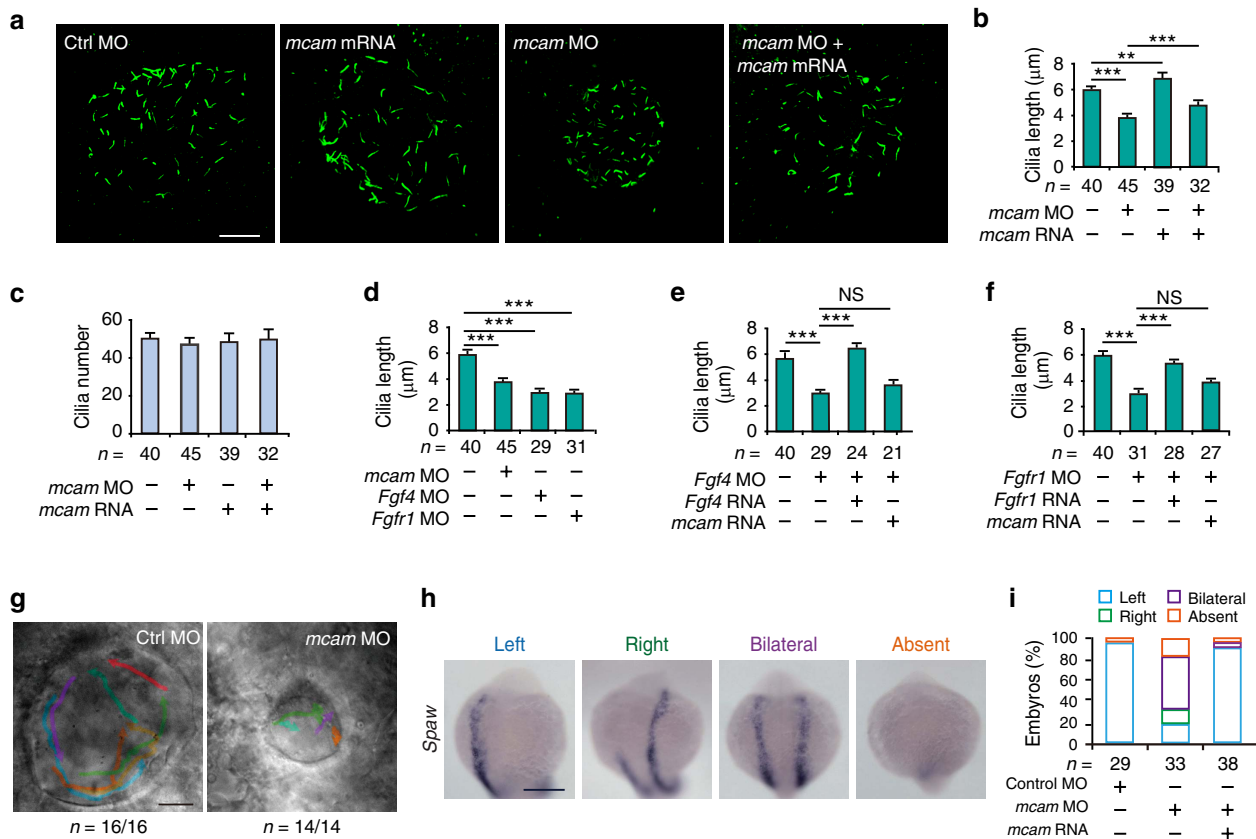 a
Ctrl MO
mcam mRNA
mcam MO
mcam MO +
mcam mRNA
b
Cilia length (μm)
8
6
4
2
0
*** ** ***
n = 40 45 39 32
mcam MO – + – +
mcam RNA – – + +
c
Cilia number
60
40
20
0
n = 40 45 39 32
mcam MO – + – +
mcam RNA – – + +
d
Cilia length
(μm)
8
6
4
2
0
***
***
***
n = 40 45 29 31
mcam MO – + – –
Fgf4 MO – – + –
Fgfr1 MO – – – +
e
Cilia length
(μm)
8
6
4
2
0
NS
*** ***
n = 40 29 24 21
Fgf4 MO – + + +
Fgf4 RNA – – + –
mcam RNA – – – +
f
Cilia length
(μm)
8
6
4
2
0
NS
*** ***
n = 40 31 28 27
Fgfr1 MO – + + +
Fgfr1 RNA – – + –
mcam RNA – – – +
g
Ctrl MO
mcam MO
n = 16/16
n = 14/14
h
Left Right Bilateral Absent
Spaw
i
Left Bilateral
Right Absent
Embyros (%)
100
80
60
40
20
0
n = 29 33 38
Control MO + – –
mcam MO – + +
mcam RNA – – +